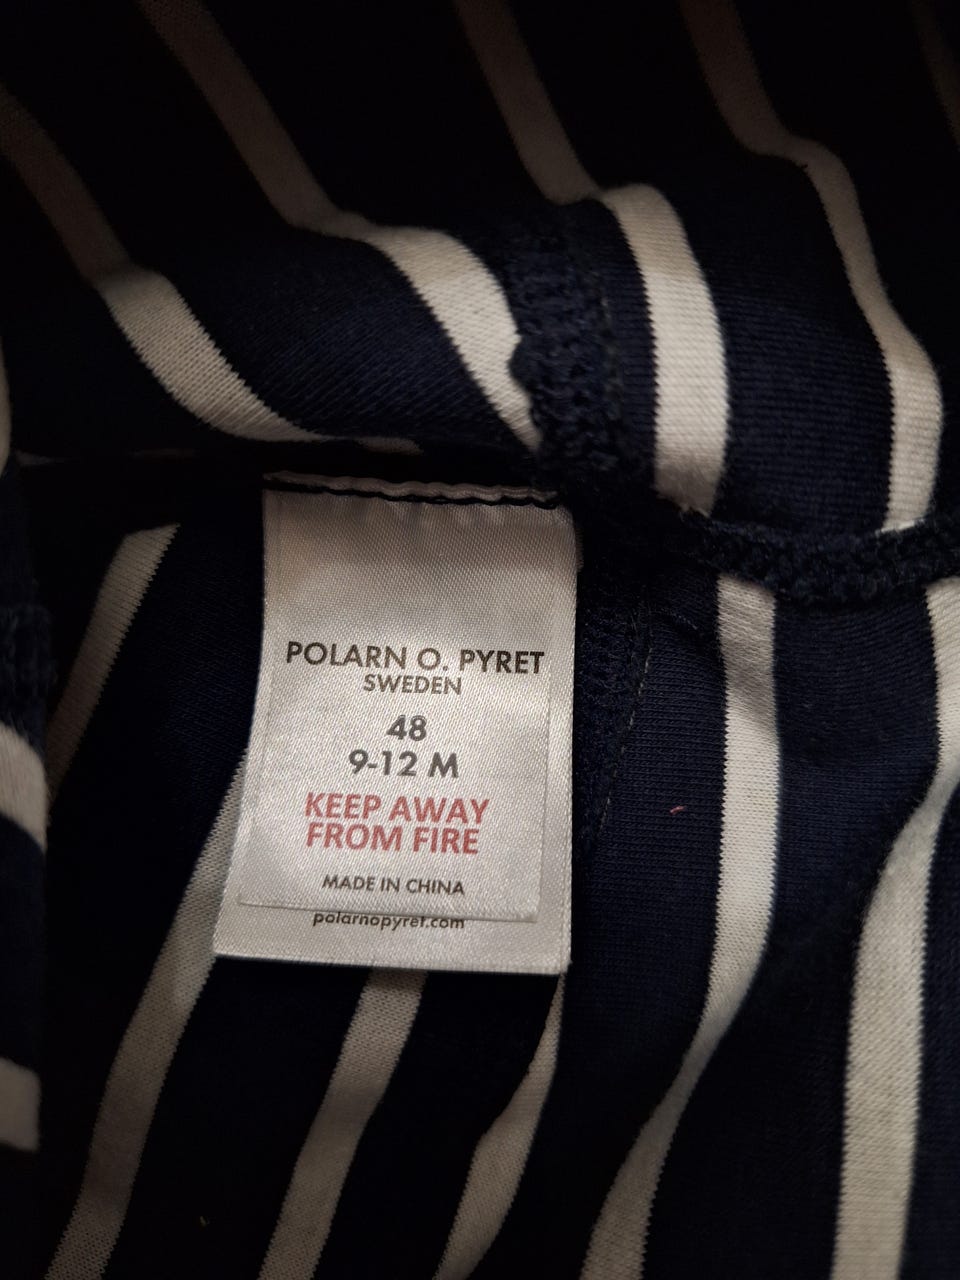 POLARN O. PYRET
SWEDEN
48
9-12 M
KEEP AWAY
FROM FIRE
MADE IN CHINA
polarnopyret.com